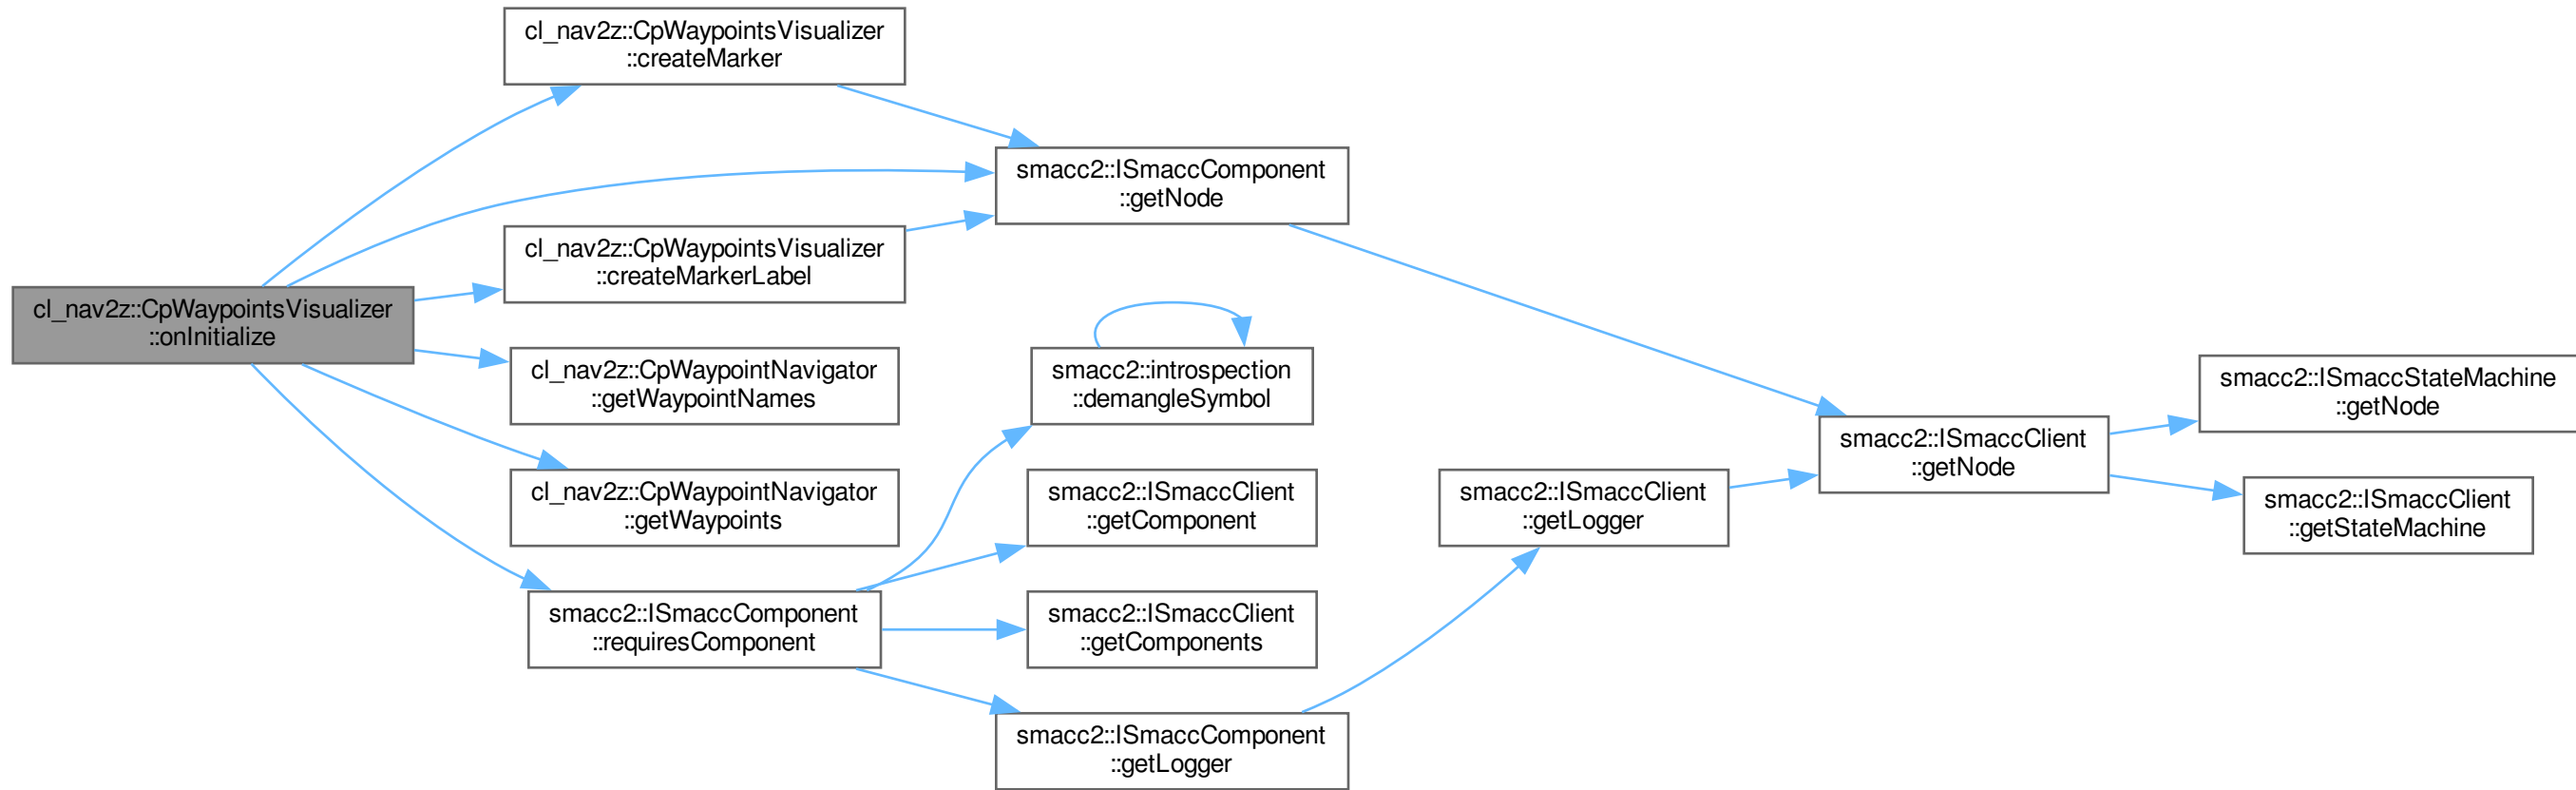 cl_nav2z::CpWaypointsVisualizer
::onInitialize
cl_nav2z::CpWaypointsVisualizer
::createMarker
smacc2::ISmaccComponent
::getNode
cl_nav2z::CpWaypointsVisualizer
::createMarkerLabel
cl_nav2z::CpWaypointNavigator
::getWaypointNames
cl_nav2z::CpWaypointNavigator
::getWaypoints
smacc2::ISmaccComponent
::requiresComponent
smacc2::introspection
::demangleSymbol
smacc2::ISmaccClient
::getComponent
smacc2::ISmaccClient
::getComponents
smacc2::ISmaccComponent
::getLogger
smacc2::ISmaccClient
::getLogger
smacc2::ISmaccClient
::getNode
smacc2::ISmaccStateMachine
::getNode
smacc2::ISmaccClient
::getStateMachine